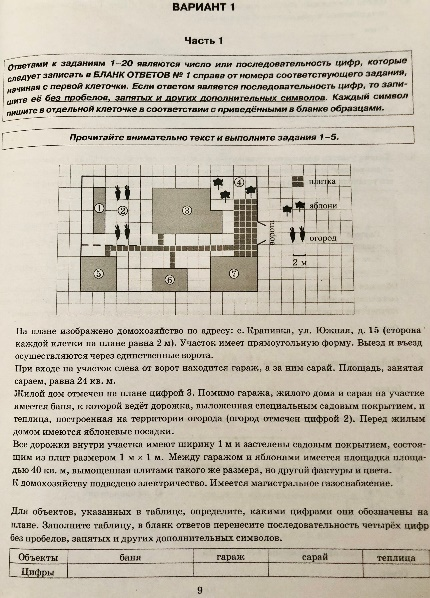 ВАРИАНТ 1
Часть 1
Ответами к заданиям 1–20 являются число или последовательность цифр, которые
следует записать в БЛАНК ОТВЕТОВ № 1 справа от номера соответствующего задания,
начиная с первой клеточки. Если ответом является последовательность цифр, то запи-
шите её без пробелов, запятых и других дополнительных символов. Каждый символ
пишите в отдельной клеточке в соответствии с приведёнными в бланке образцами.
Прочитайте внимательно текст и выполните задания 1–5.
1
2
3
4
5
6
7
ворота
плитка
яблони
огород
2 м
На плане изображено домохозяйство по адресу: с. Крапивка, ул. Южная, д. 15 (сторона
каждой клетки на плане равна 2 м). Участок имеет прямоугольную форму. Выезд и въезд
осуществляются через единственные ворота.
При входе на участок слева от ворот находится гараж, а за ним сарай. Площадь, занятая
сараем, равна 24 кв. м.
Жилой дом отмечен на плане цифрой 3. Помимо гаража, жилого дома и сарая на участке
имеется баня, к которой ведёт дорожка, выложенная специальным садовым покрытием, и
теплица, построенная на территории огорода (огород отмечен цифрой 2). Перед жилым
домом имеются яблоневые посадки.
Все дорожки внутри участка имеют ширину 1 м и застелены садовым покрытием, состоя-
щим из плит размером 1 м × 1 м. Между гаражом и яблонями имеется площадка площа-
дью 40 кв. м, вымощенная плитами такого же размера, но другой фактуры и цвета.
К домохозяйству подведено электричество. Имеется магистральное газоснабжение.
Для объектов, указанных в таблице, определите, какими цифрами они обозначены на
плане. Заполните таблицу, в бланк ответов перенесите последовательность четырёх цифр
без пробелов, запятых и других дополнительных символов.
Объекты баня гараж сарай теплица
Цифры
9